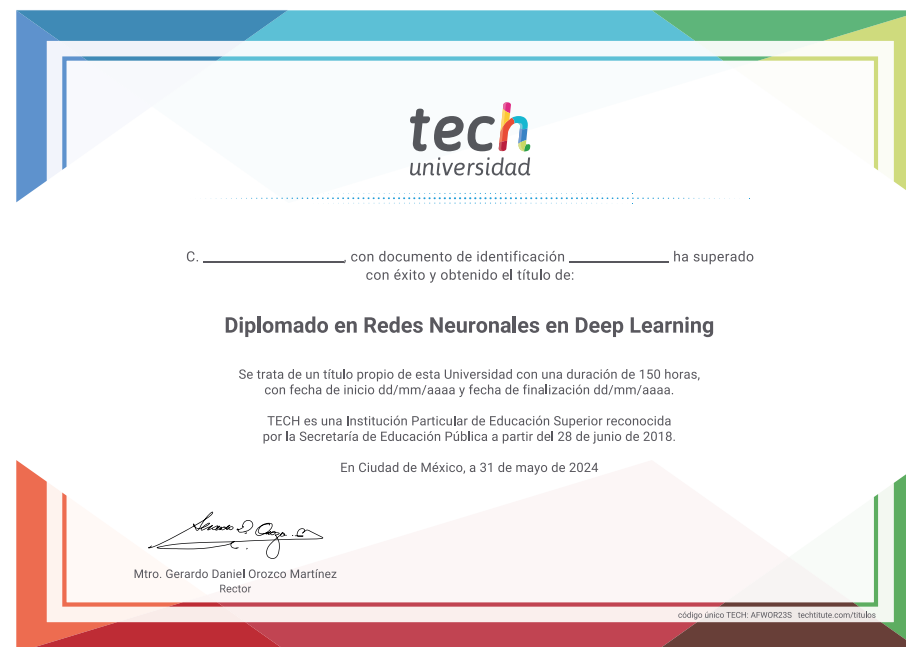 tech
universidad
C. ____________, con documento de identificación ____________ ha superado
con éxito y obtenido el título de:
Diplomado en Redes Neuronales en Deep Learning
Se trata de un título propio de esta Universidad con una duración de 150 horas,
con fecha de inicio dd/mm/aaaa y fecha de finalización dd/mm/aaaa.
TECH es una Institución Particular de Educación Superior reconocida
por la Secretaría de Educación Pública a partir del 28 de junio de 2018.
En Ciudad de México, a 31 de mayo de 2024
Mtro. Gerardo Daniel Orozco Martínez
Rector
código único TECH: AFWOR23S techtitute.com/titulos